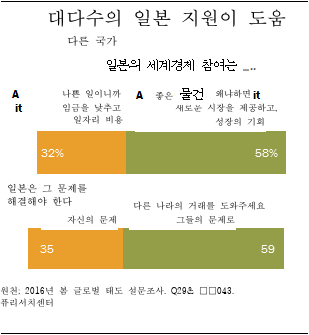 대다수의 일본 지원이 도움
다른 국가
일본의 세계경제 참여는 ....
A 나쁜 일이니까 A 좋은 물건 왜냐하면 it
it 임금을 낮추고 새로운 시장을 제공하고,
일자리 비용 성장의 기회
32% 58%
일본은 그 문제를
해결해야 한다 다른 나라의 거래를 도와주세요
자신의 문제 그들의 문제로
35 59
원천: 2016년 봄 글로벌 태도 설문조사. Q29은 □□043.
퓨리서치센터